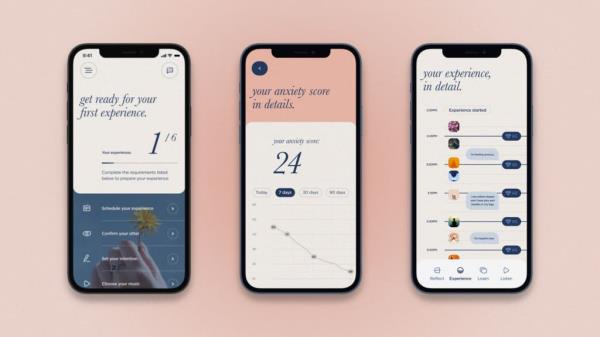 9:41
get ready for your
first experience.
Your experiences:
1/6
Complete the requirements listed
below to prepare your experience.
Schedule your experience
Confirm your sitter
Set your intention
Choose your music
your anxiety score
in details.
your anxiety score:
24
Today
7 days
30 days
90 days
your experience,
in detail.
Experience started
I'm feeling anxious
I'm hopeful now
Reflect
Experience
Learn
Listen